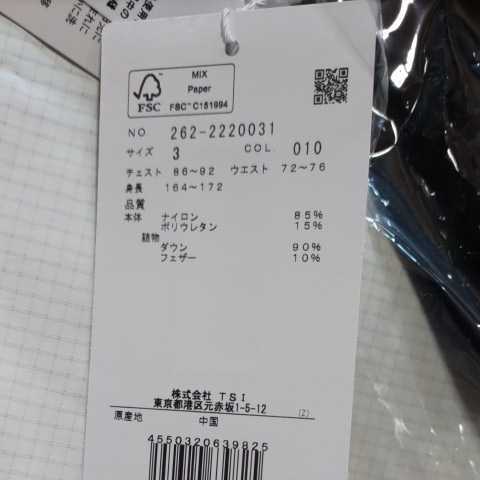 MIX
Paper
FSC
FSC™ C151994
NO 262-2220031
サイズ 3 COL. 010
チェスト 86～92 ウエスト 72～76
身長 164～172
品質
本体 ナイロン 85%
ポリウレタン 15%
詰物
ダウン 90%
フェザー 10%
株式会社 TSI
東京都港区元赤坂1-5-12 (Z)
原産地 中国
4550320639825